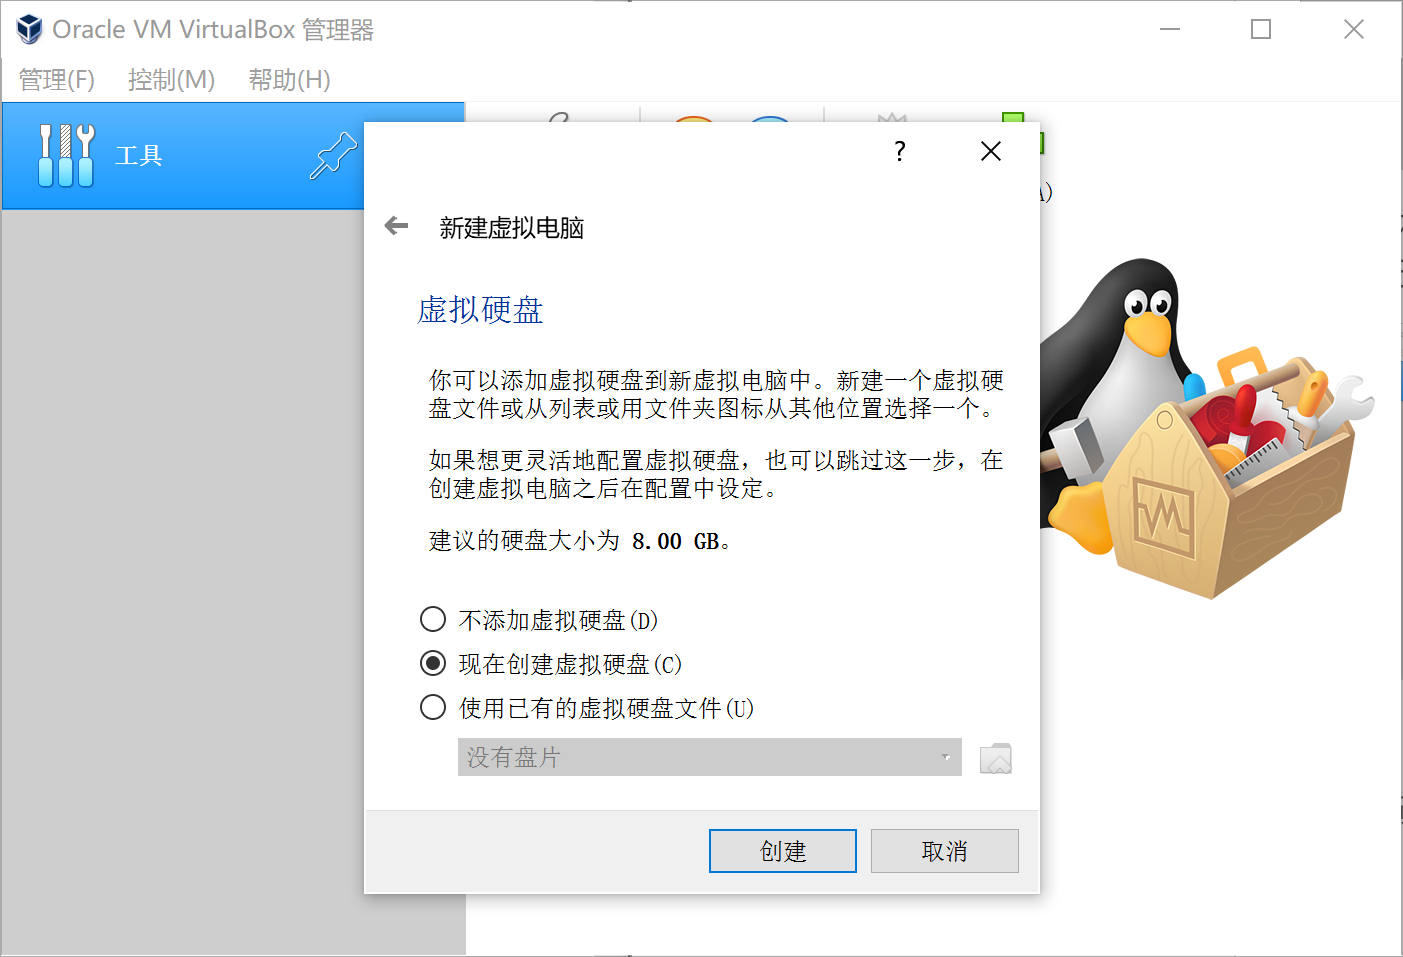 Oracle VM VirtualBox 管理器
管理(F) 控制(M) 帮助(H)
工具
?
新建虚拟电脑
虚拟硬盘
你可以添加虚拟硬盘到新虚拟电脑中。新建一个虚拟硬
盘文件或从列表或用文件夹图标从其他位置选择一个。
如果想更灵活地配置虚拟硬盘，也可以跳过这一步，在
创建虚拟电脑之后在配置中设定。
建议的硬盘大小为 8.00 GB。
不添加虚拟硬盘(D)
现在创建虚拟硬盘(C)
使用已有的虚拟硬盘文件(U)
没有盘片
创建 取消